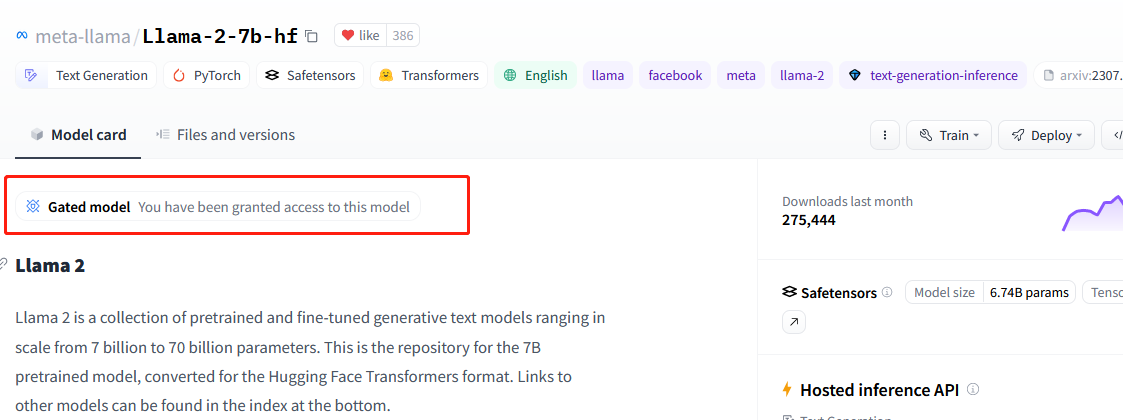 meta-llama/Llama-2-7b-hf like 386
Text Generation PyTorch Safetensors Transformers English llama facebook meta llama-2 text-generation-inference arxiv:2307.
Model card Files and versions Train Deploy </
Gated model You have been granted access to this model
Downloads last month
275,444
Llama 2
Safetensors Model size 6.74B params Tenso
Llama 2 is a collection of pretrained and fine-tuned generative text models ranging in
scale from 7 billion to 70 billion parameters. This is the repository for the 7B
pretrained model, converted for the Hugging Face Transformers format. Links to
other models can be found in the index at the bottom.
Hosted inference API
Text Generation